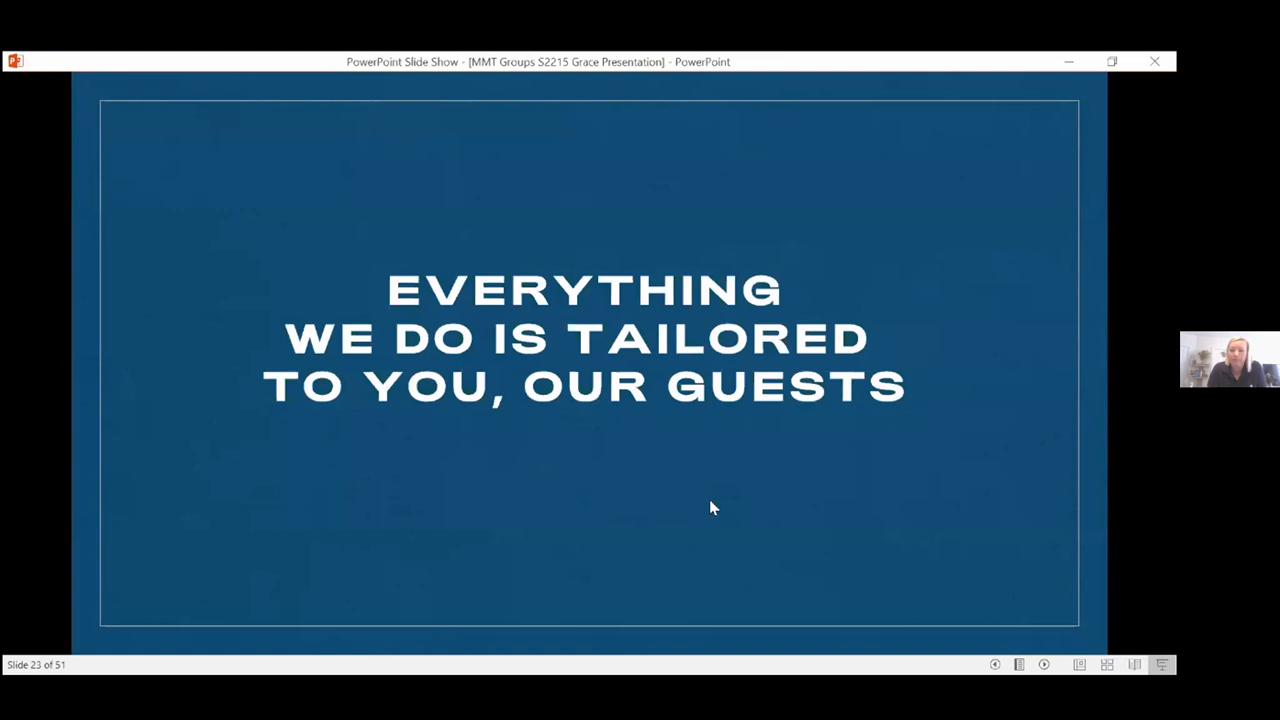 PowerPoint Slide Show - [MMT Groups S2215 Grace Presentation] - PowerPoint
EVERYTHING
WE DO IS TAILORED
TO YOU, OUR GUESTS
Slide 23 of 51